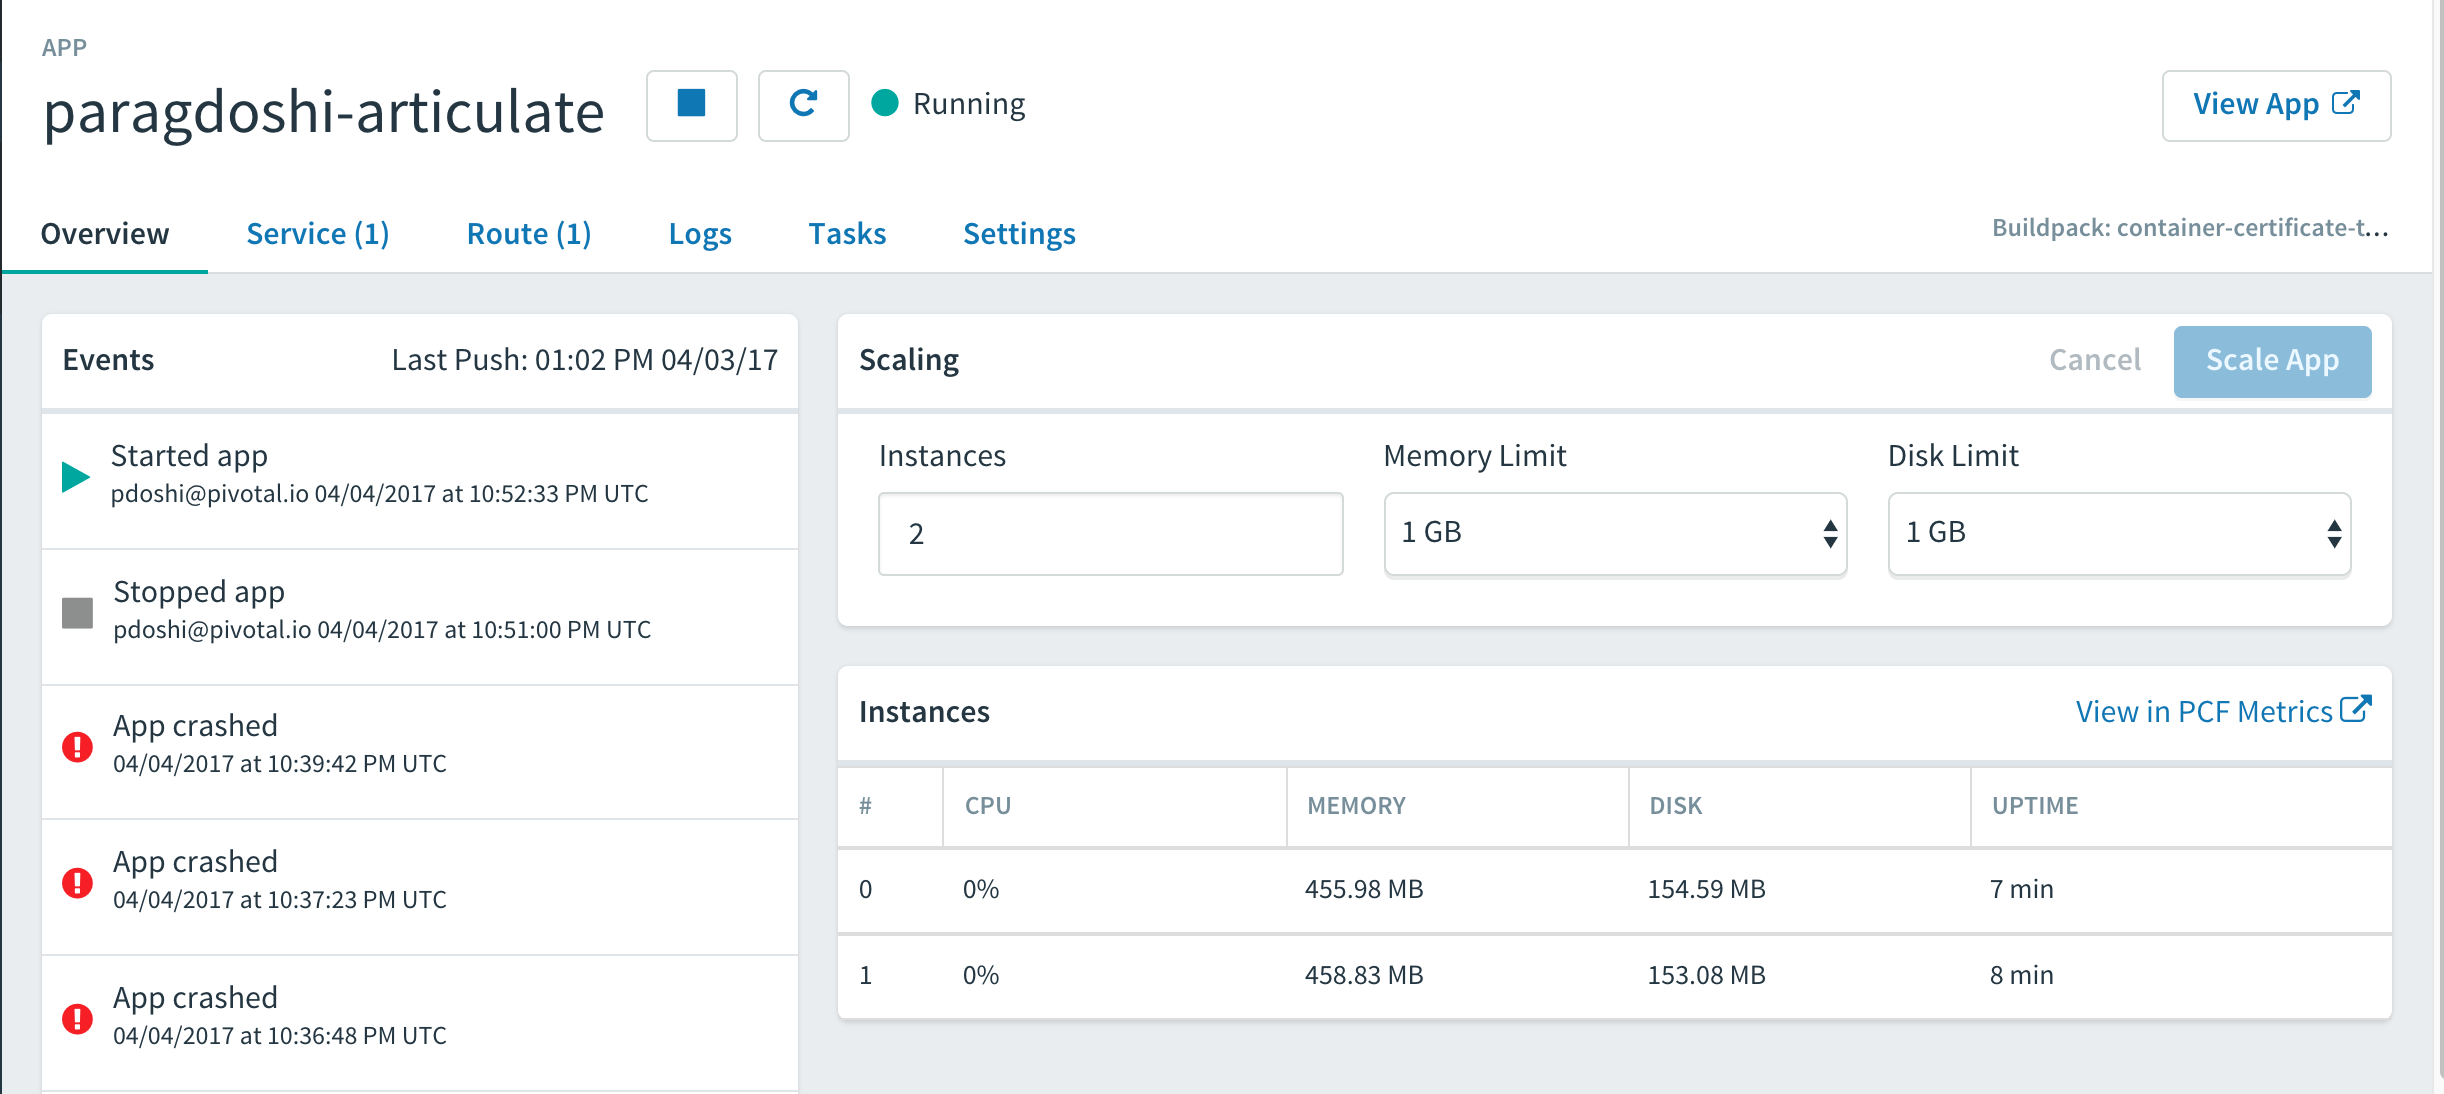 APP
paragdoshi-articulate
Running
View App
Overview Service (1) Route (1) Logs Tasks Settings
Buildpack: container-certificate-t...
Events
Last Push: 01:02 PM 04/03/17
Started app
pdoshi@pivotal.io 04/04/2017 at 10:52:33 PM UTC
Stopped app
pdoshi@pivotal.io 04/04/2017 at 10:51:00 PM UTC
App crashed
04/04/2017 at 10:39:42 PM UTC
App crashed
04/04/2017 at 10:37:23 PM UTC
App crashed
04/04/2017 at 10:36:48 PM UTC
Scaling
Cancel
Scale App
Instances Memory Limit Disk Limit
2 1 GB 1 GB
Instances
View in PCF Metrics
# CPU MEMORY DISK UPTIME
0 0% 455.98 MB 154.59 MB 7 min
1 0% 458.83 MB 153.08 MB 8 min